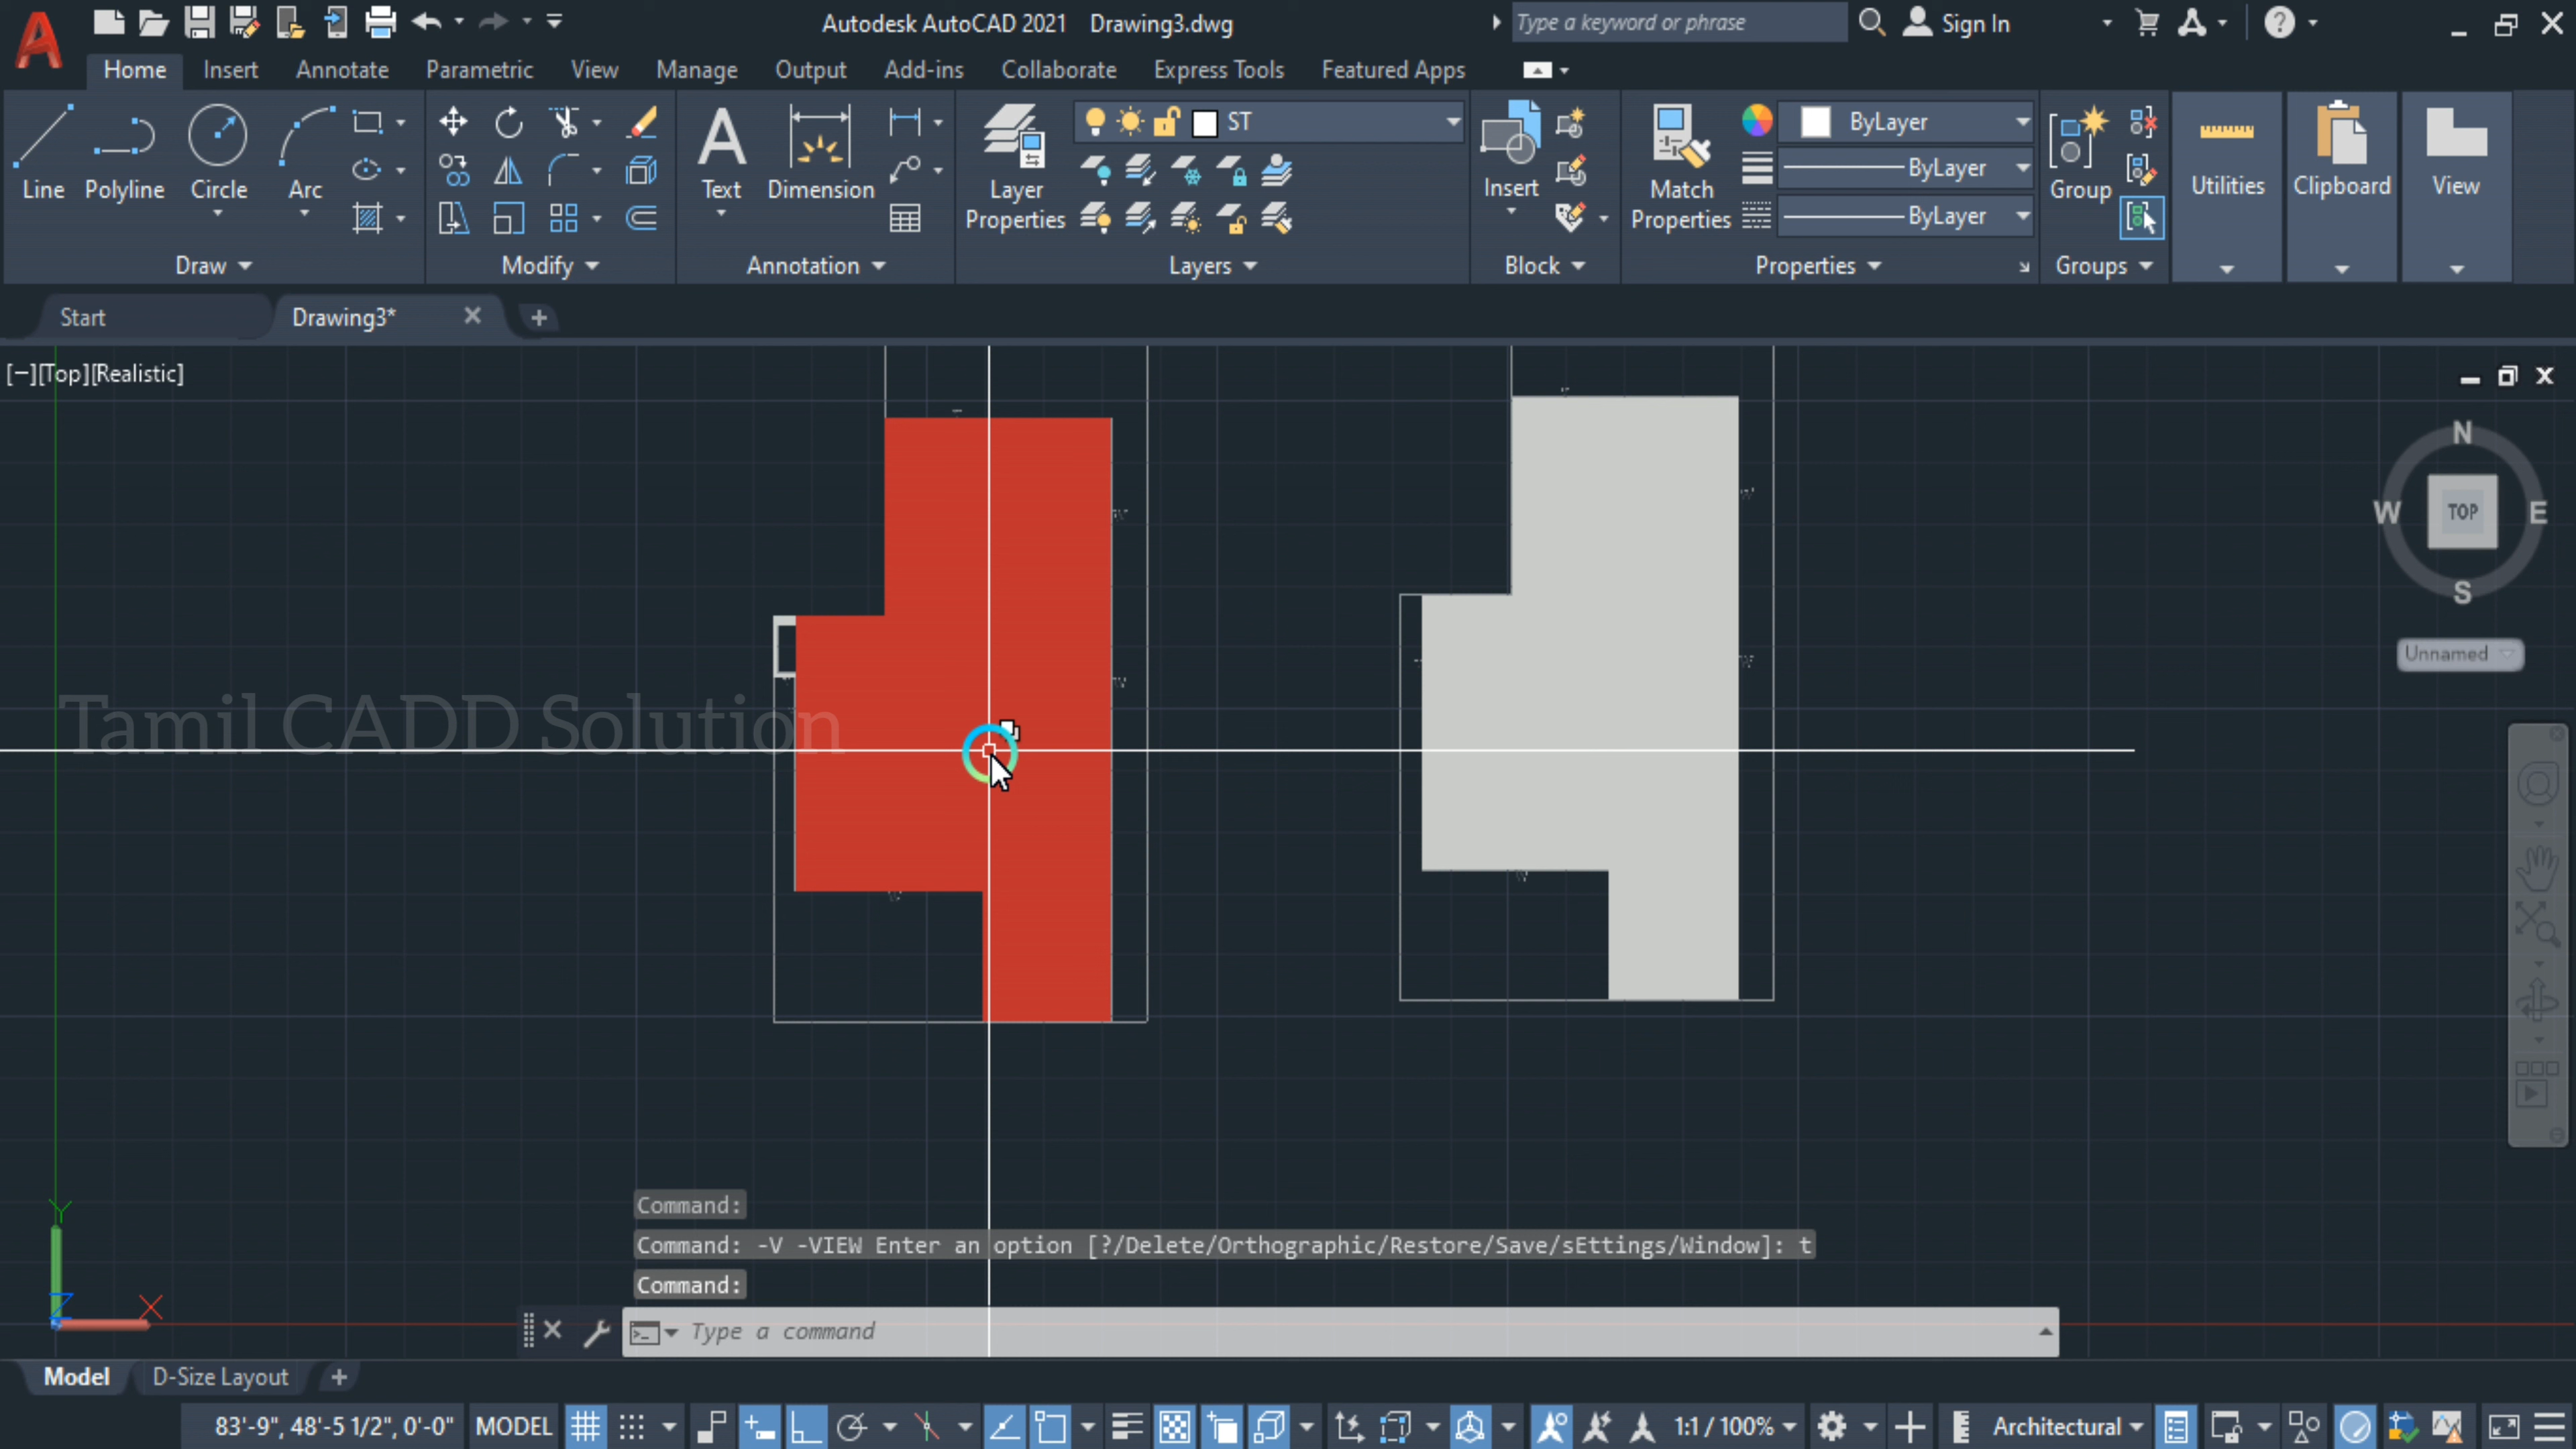 Autodesk AutoCAD 2021 Drawing3.dwg
Type a keyword or phrase
Sign In
Home Insert Annotate Parametric View Manage Output Add-ins Collaborate Express Tools Featured Apps
ST
ByLayer
ByLayer
ByLayer
Line Polyline Circle Arc
Text Dimension
Layer Properties
Insert
Match Properties
Group
Utilities Clipboard View
Draw Modify Annotation Layers Block Properties Groups
Start Drawing3*
[−][Top][Realistic]
N
W TOP E
S
Unnamed
W
W
W
W
W
W
Tamil CADD Solution
Command:
Command: -V -VIEW Enter an option [?/Delete/Orthographic/Restore/Save/sEttings/Window]: t
Command:
Type a command
Y
Z X
Model D-Size Layout
83'-9", 48'-5 1/2", 0'-0" MODEL 1:1 / 100% Architectural